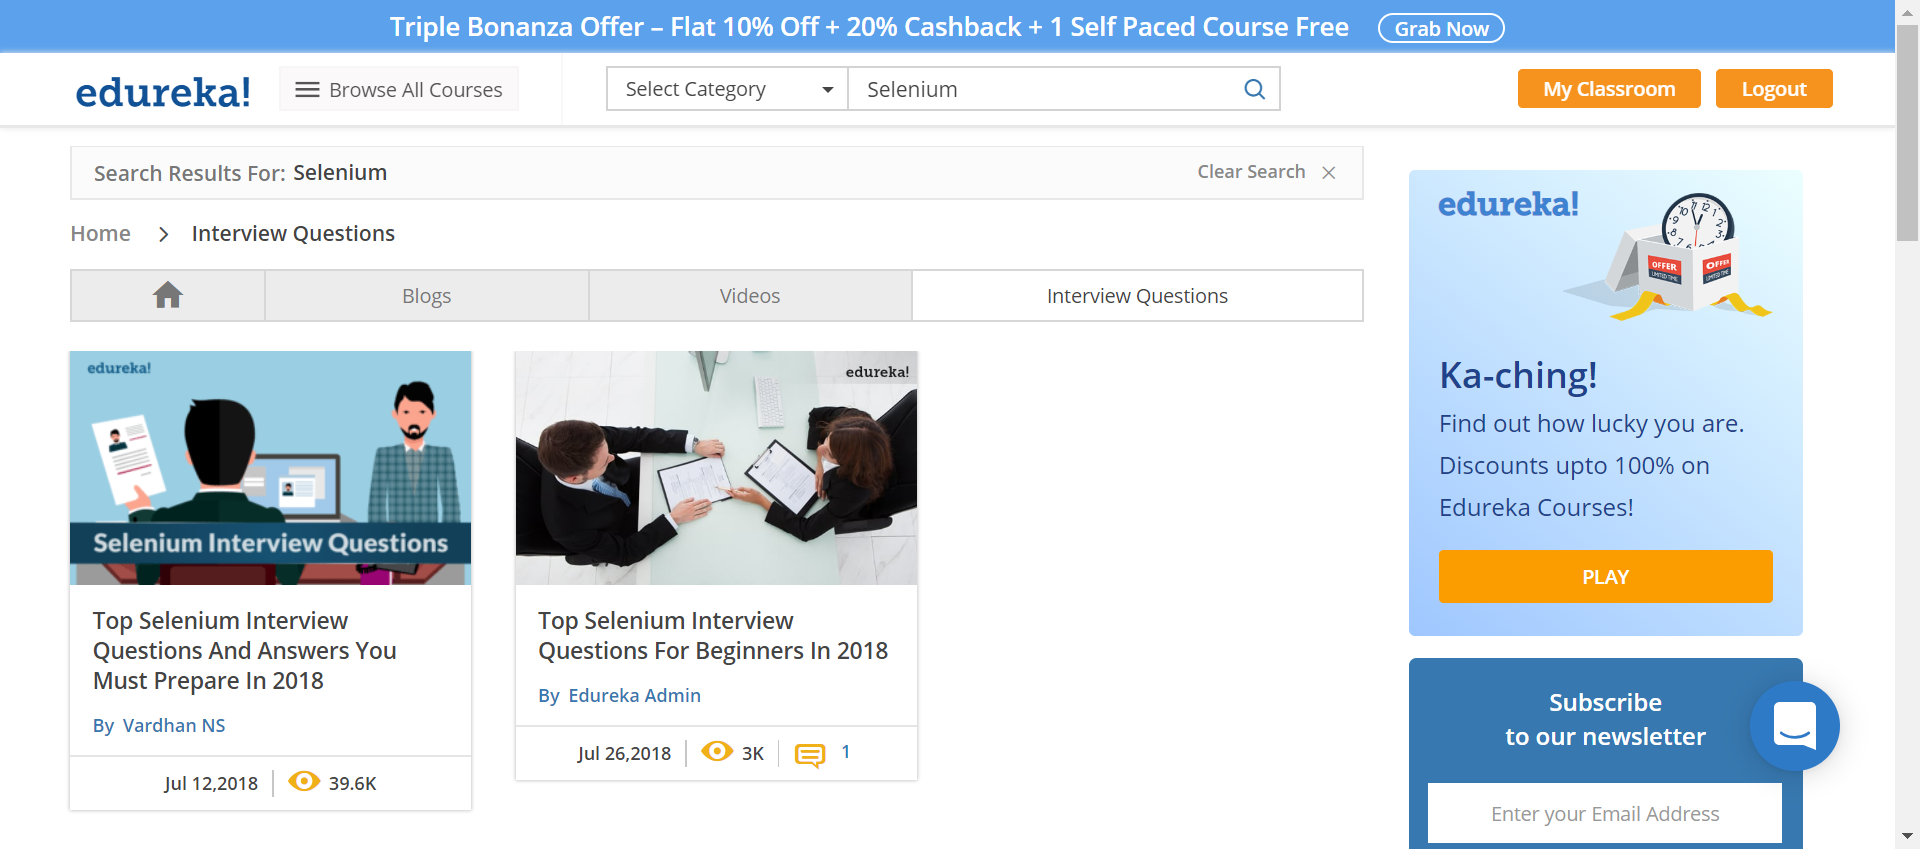 Triple Bonanza Offer – Flat 10% Off + 20% Cashback + 1 Self Paced Course Free Grab Now
edureka! Browse All Courses Select Category Selenium My Classroom Logout
Search Results For: Selenium Clear Search
Home Interview Questions
Blogs Videos Interview Questions
edureka!
Selenium Interview Questions
Top Selenium Interview
Questions And Answers You
Must Prepare In 2018
By Vardhan NS
Jul 12,2018 39.6K
edureka!
Top Selenium Interview
Questions For Beginners In 2018
By Edureka Admin
Jul 26,2018 3K 1
edureka!
OFFER OFFER
LIMITED TIME LIMITED TIME
Ka-ching!
Find out how lucky you are.
Discounts upto 100% on
Edureka Courses!
PLAY
Subscribe
to our newsletter
Enter your Email Address